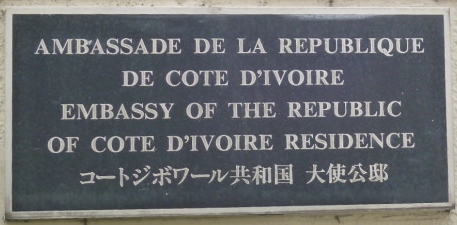 AMBASSADE DE LA REPUBLIQUE
DE COTE D'IVOIRE
EMBASSY OF THE REPUBLIC
OF COTE D'IVOIRE RESIDENCE
コートジボワール共和国 大使公邸